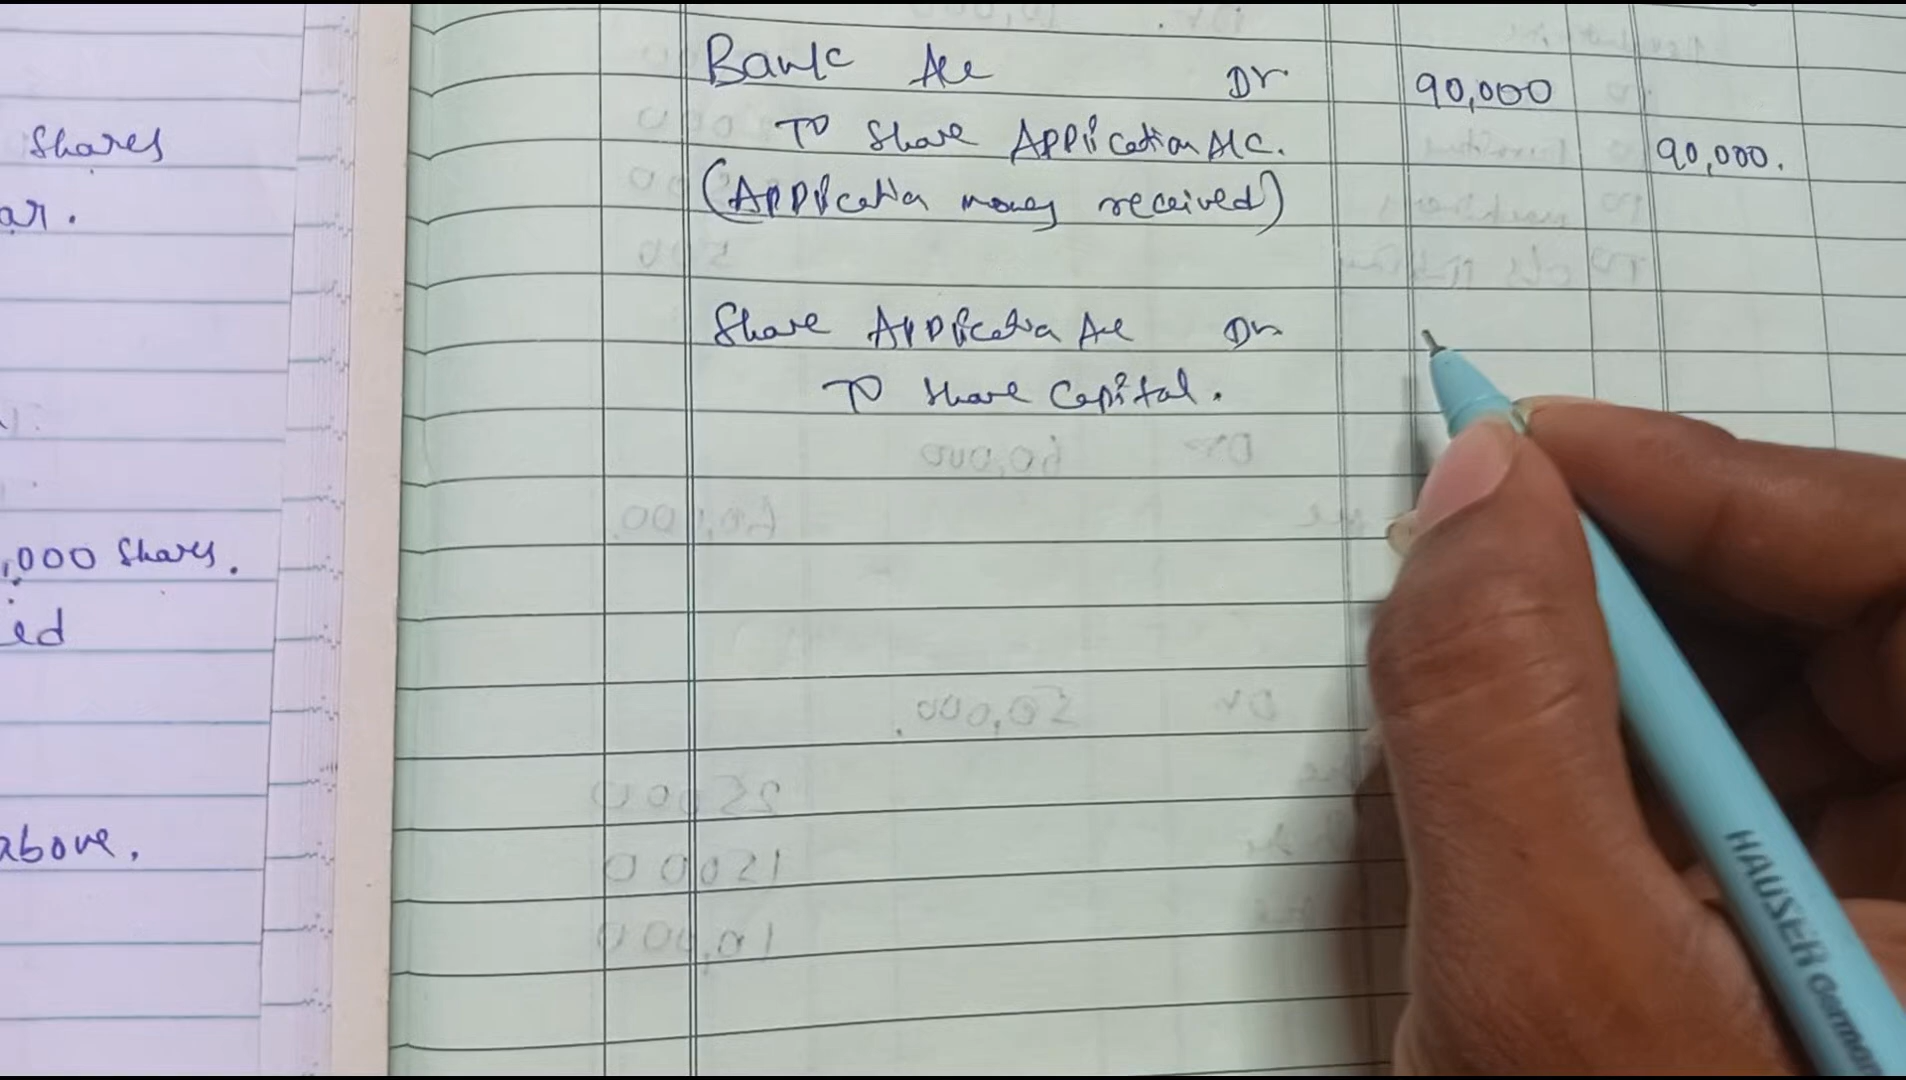 Shares
ar.
,000 Shares.
ed
above.
Bank A/c Dr 90,000
To Share Application A/C. 90,000.
(Application money received)
Share Application A/c Dr
To Share Capital.
HAUSER German